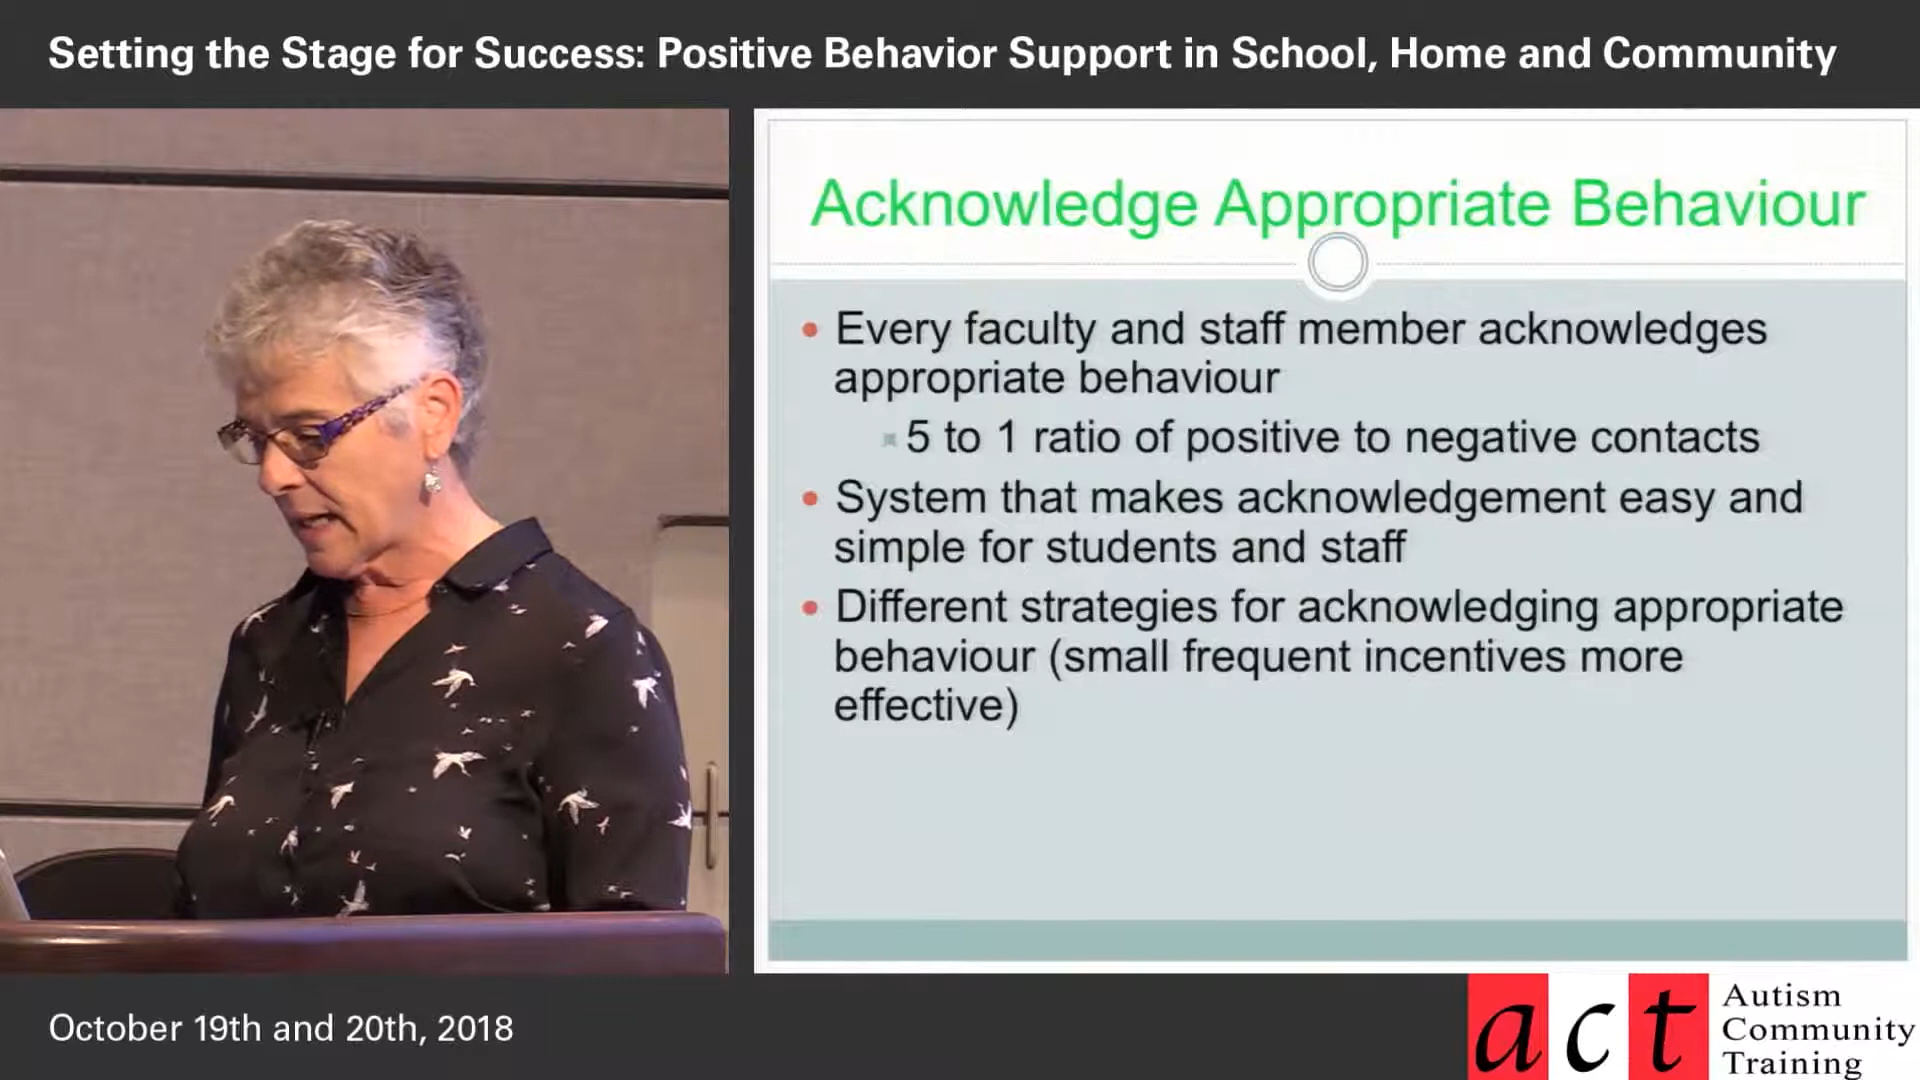 Setting the Stage for Success: Positive Behavior Support in School, Home and Community
Acknowledge Appropriate Behaviour
• Every faculty and staff member acknowledges
appropriate behaviour
5 to 1 ratio of positive to negative contacts
• System that makes acknowledgement easy and
simple for students and staff
• Different strategies for acknowledging appropriate
behaviour (small frequent incentives more
effective)
October 19th and 20th, 2018
act
Autism
Community
Training